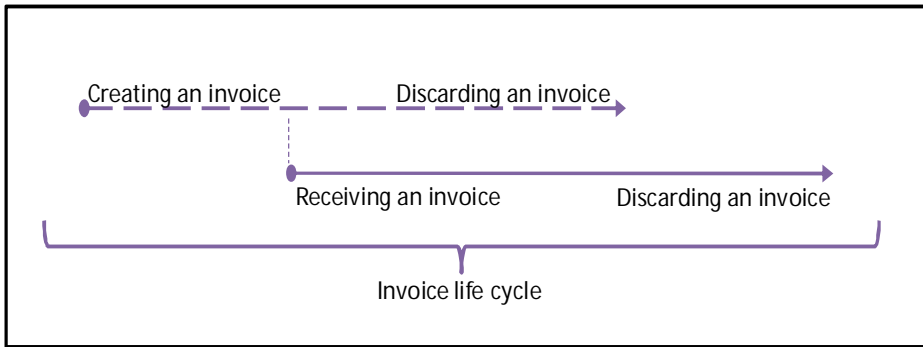 Creating an invoice
Discarding an invoice
Receiving an invoice
Discarding an invoice
Invoice life cycle